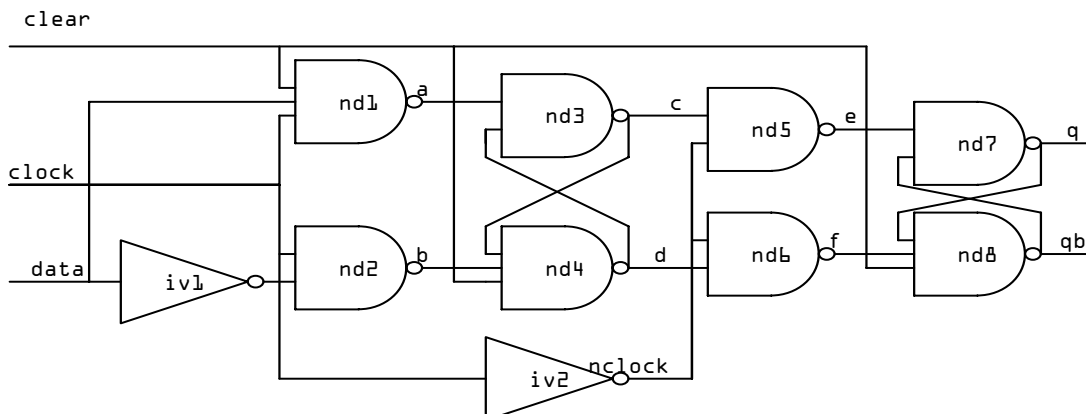 clear
a
nd1
nd3
c
nd5
e
nd7
q
clock
data
iv1
nd2
b
nd4
d
nd6
f
nd8
qb
iv2
nclock